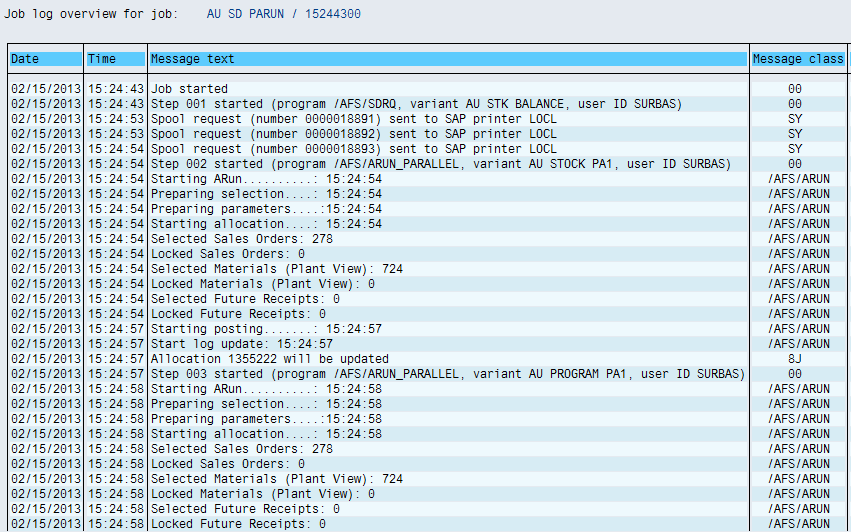 Job log overview for job: AU SD PARUN / 15244300
Date Time Message text Message class
02/15/2013 15:24:43 Job started 00
02/15/2013 15:24:43 Step 001 started (program /AFS/SDRQ, variant AU STK BALANCE, user ID SURBAS) 00
02/15/2013 15:24:53 Spool request (number 0000018891) sent to SAP printer LOCL SY
02/15/2013 15:24:53 Spool request (number 0000018892) sent to SAP printer LOCL SY
02/15/2013 15:24:54 Spool request (number 0000018893) sent to SAP printer LOCL SY
02/15/2013 15:24:54 Step 002 started (program /AFS/ARUN_PARALLEL, variant AU STOCK PA1, user ID SURBAS) 00
02/15/2013 15:24:54 Starting ARun...........: 15:24:54 /AFS/ARUN
02/15/2013 15:24:54 Preparing selection....: 15:24:54 /AFS/ARUN
02/15/2013 15:24:54 Preparing parameters....:15:24:54 /AFS/ARUN
02/15/2013 15:24:54 Starting allocation....: 15:24:54 /AFS/ARUN
02/15/2013 15:24:54 Selected Sales Orders: 278 /AFS/ARUN
02/15/2013 15:24:54 Locked Sales Orders: 0 /AFS/ARUN
02/15/2013 15:24:54 Selected Materials (Plant View): 724 /AFS/ARUN
02/15/2013 15:24:54 Locked Materials (Plant View): 0 /AFS/ARUN
02/15/2013 15:24:54 Selected Future Receipts: 0 /AFS/ARUN
02/15/2013 15:24:54 Locked Future Receipts: 0 /AFS/ARUN
02/15/2013 15:24:57 Starting posting.......: 15:24:57 /AFS/ARUN
02/15/2013 15:24:57 Start log update: 15:24:57 /AFS/ARUN
02/15/2013 15:24:57 Allocation 1355222 will be updated 8J
02/15/2013 15:24:57 Step 003 started (program /AFS/ARUN_PARALLEL, variant AU PROGRAM PA1, user ID SURBAS) 00
02/15/2013 15:24:58 Starting ARun...........: 15:24:58 /AFS/ARUN
02/15/2013 15:24:58 Preparing selection....: 15:24:58 /AFS/ARUN
02/15/2013 15:24:58 Preparing parameters....:15:24:58 /AFS/ARUN
02/15/2013 15:24:58 Starting allocation....: 15:24:58 /AFS/ARUN
02/15/2013 15:24:58 Selected Sales Orders: 278 /AFS/ARUN
02/15/2013 15:24:58 Locked Sales Orders: 0 /AFS/ARUN
02/15/2013 15:24:58 Selected Materials (Plant View): 724 /AFS/ARUN
02/15/2013 15:24:58 Locked Materials (Plant View): 0 /AFS/ARUN
02/15/2013 15:24:58 Selected Future Receipts: 0 /AFS/ARUN
02/15/2013 15:24:58 Locked Future Receipts: 0 /AFS/ARUN